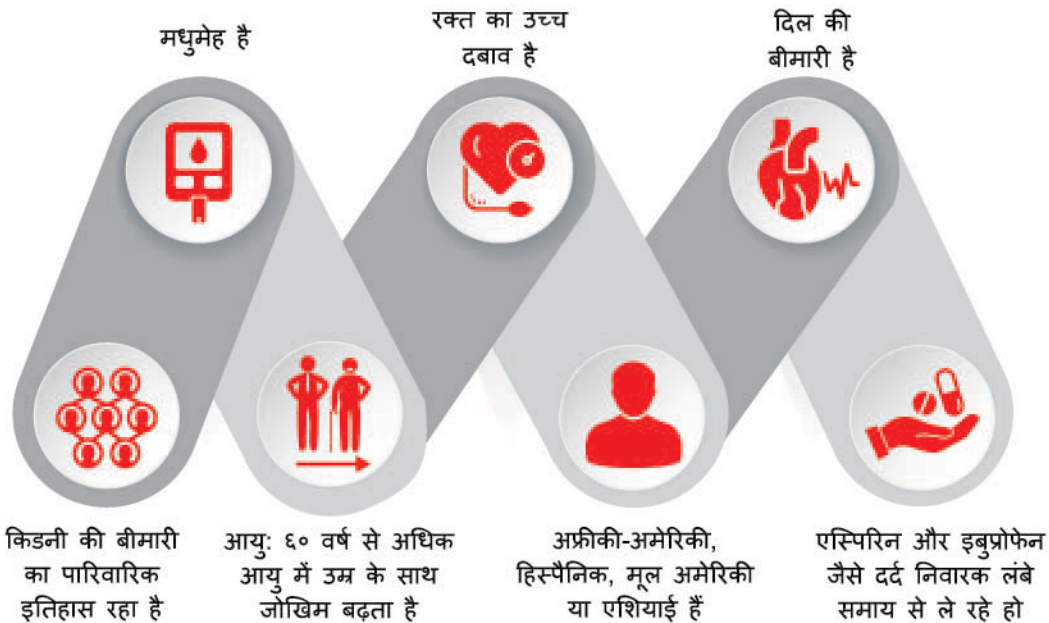 मधुमेह है
रक्त का उच्च
दबाव है
दिल की
बीमारी है
किडनी की बीमारी
का पारिवारिक
इतिहास रहा है
आयु: ६० वर्ष से अधिक
आयु में उम्र के साथ
जोखिम बढ़ता है
अफ्रीकी-अमेरिकी,
हिस्पैनिक, मूल अमेरिकी
या एशियाई हैं
एस्पिरिन और इबुप्रोफेन
जैसे दर्द निवारक लंबे
समय से ले रहे हो